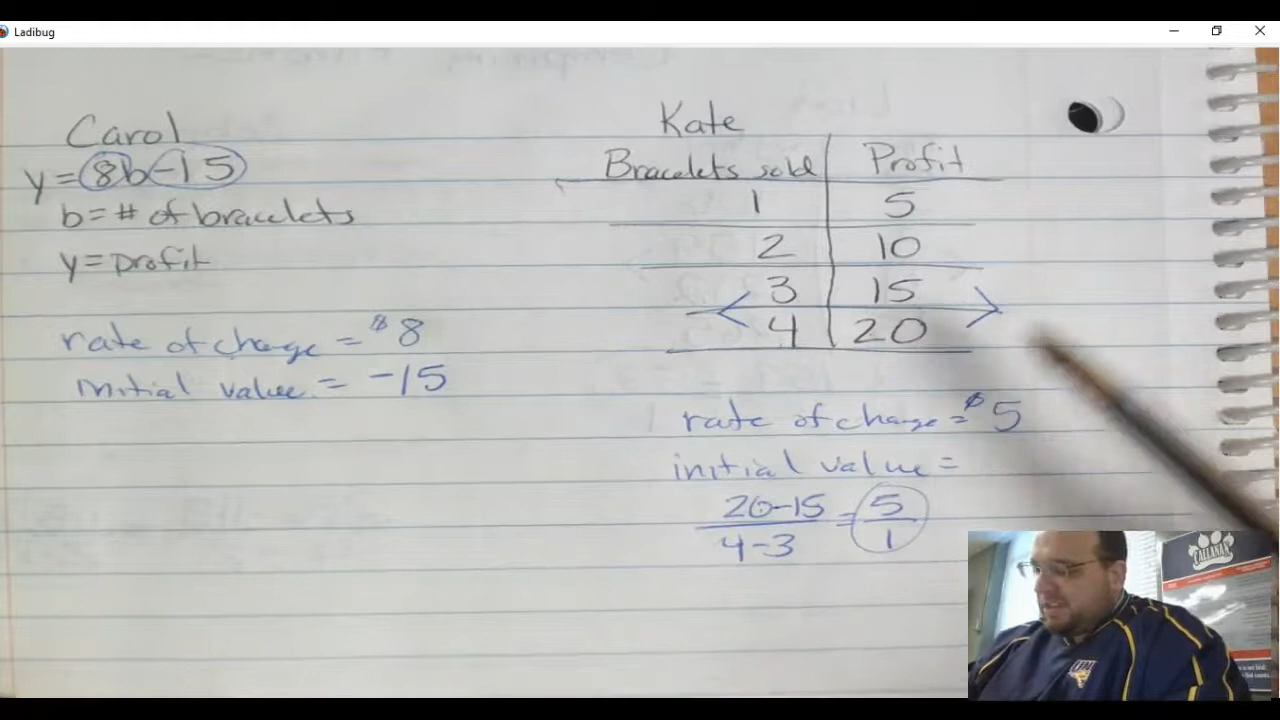 Ladibug
Carol
y = 8b-15
b = # of bracelets
y = profit
rate of change = $8
initial value = -15
Kate
Bracelets sold | Profit
1 | 5
2 | 10
3 | 15
4 | 20
rate of change = $5
initial value =
20-15 = 5
4-3 1
CALLANAN